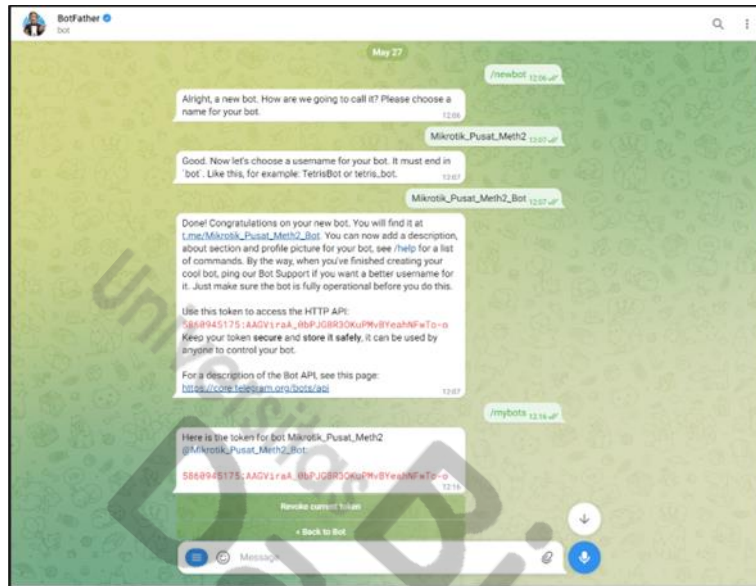 BotFather
bot
May 27
/newbot 12:06
Alright, a new bot. How are we going to call it? Please choose a
name for your bot.
12:06
Mikrotik_Pusat_Meth2 12:07
Good. Now let's choose a username for your bot. It must end in
`bot`. Like this, for example: TetrisBot or tetris_bot.
12:07
Mikrotik_Pusat_Meth2_Bot 12:07
Done! Congratulations on your new bot. You will find it at
t.me/Mikrotik_Pusat_Meth2_Bot. You can now add a description,
about section and profile picture for your bot, see /help for a list
of commands. By the way, when you've finished creating your
cool bot, ping our Bot Support if you want a better username for
it. Just make sure the bot is fully operational before you do this.
Use this token to access the HTTP API:
Keep your token secure and store it safely, it can be used by
anyone to control your bot.
For a description of the Bot API, see this page:
https://core.telegram.org/bots/api
12:07
/mybots 12:16
Here is the token for bot Mikrotik_Pusat_Meth2
@Mikrotik_Pusat_Meth2_Bot:
12:16
Revoke current token
« Back to Bot
Message
Universitas